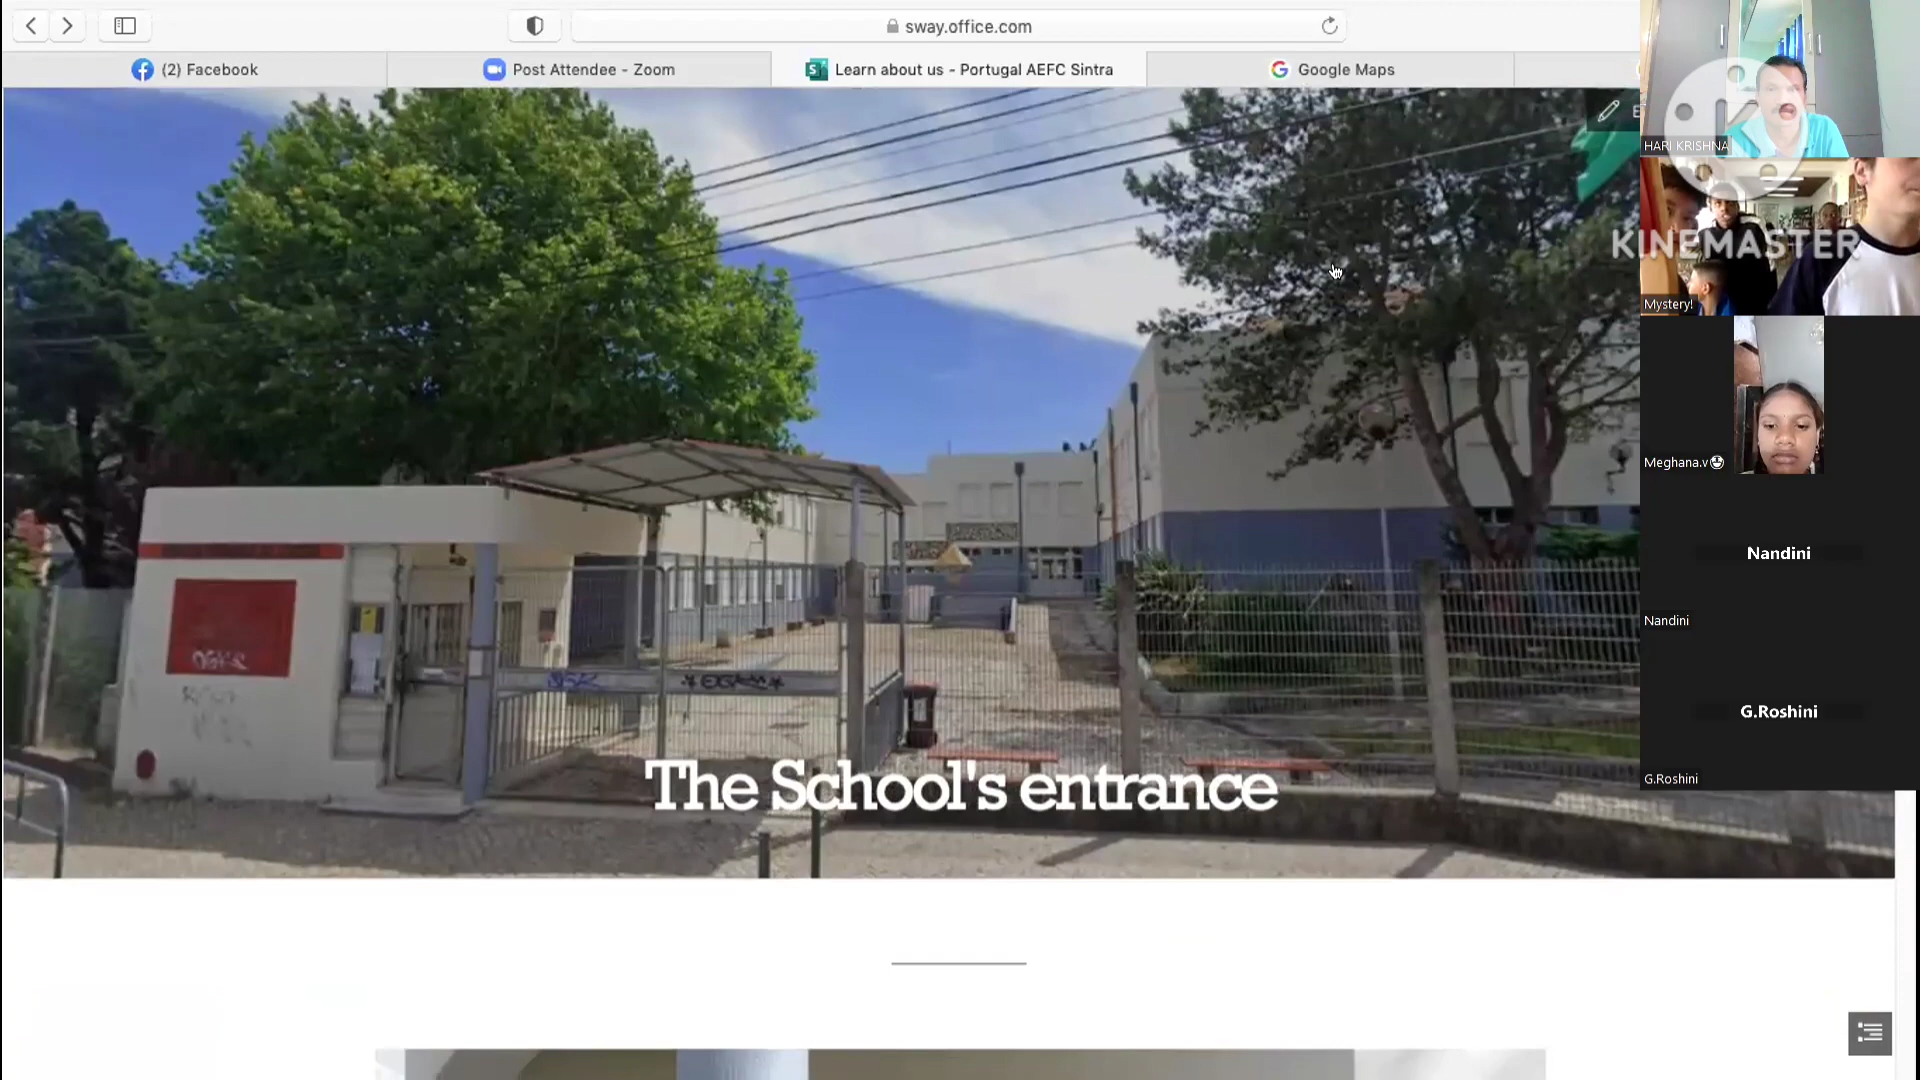 sway.office.com
(2) Facebook
Post Attendee - Zoom
Learn about us - Portugal AEFC Sintra
Google Maps
HARI KRISHNA
KINEMASTER
Mystery!
Meghana.v
Nandini
Nandini
G.Roshini
G.Roshini
The School's entrance